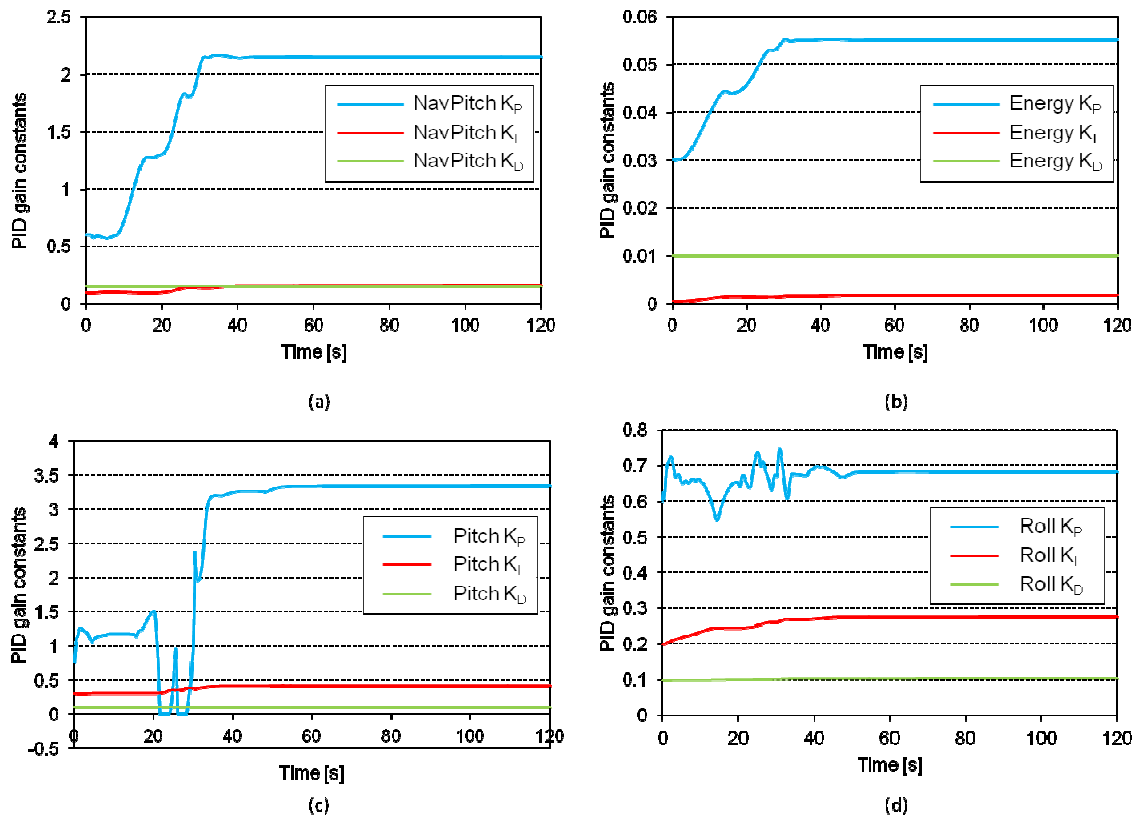 2.5
2
1.5
1
0.5
0
PID gain constants
NavPitch KP
NavPitch KI
NavPitch KD
0 20 40 60 80 100 120
Time [s]
(a)
0.06
0.05
0.04
0.03
0.02
0.01
0
PID gain constants
Energy KP
Energy KI
Energy KD
0 20 40 60 80 100 120
Time [s]
(b)
4
3.5
3
2.5
2
1.5
1
0.5
0
-0.5
PID gain constants
Pitch KP
Pitch KI
Pitch KD
0 20 40 60 80 100 120
Time [s]
(c)
0.8
0.7
0.6
0.5
0.4
0.3
0.2
0.1
0
PID gain constants
Roll KP
Roll KI
Roll KD
0 20 40 60 80 100 120
Time [s]
(d)